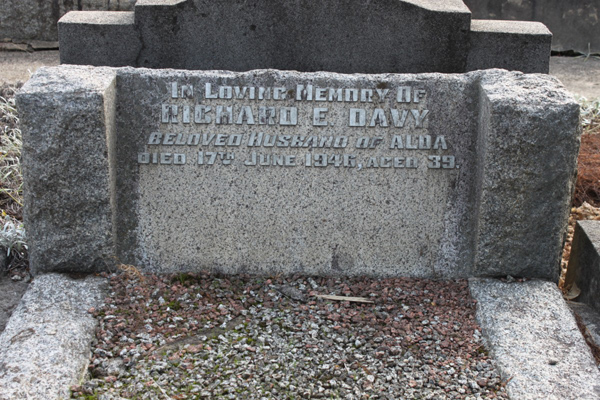 In Loving Memory Of
RICHARD E. DAVY
BELOVED HUSBAND OF ALDA
DIED 17TH JUNE 1946, AGED 39.